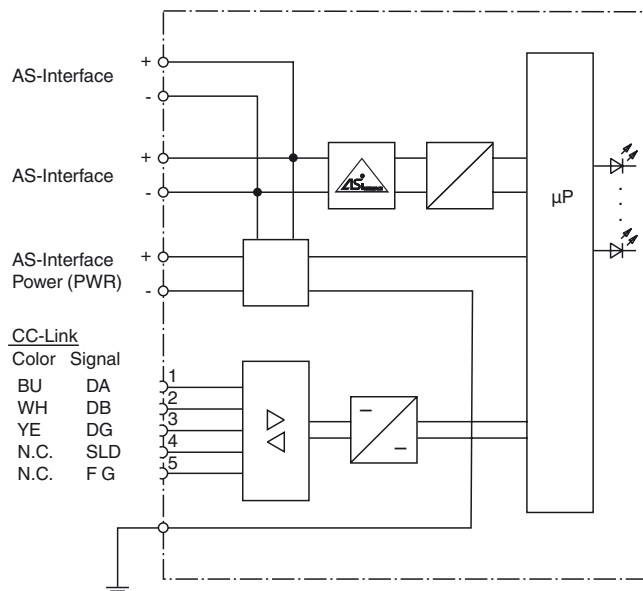 AS-Interface
+
-
AS-Interface
+
-
AS-Interface
Power (PWR)
+
-
µP
CC-Link
Color Signal
BU DA 1
WH DB 2
YE DG 3
N.C. SLD 4
N.C. F G 5